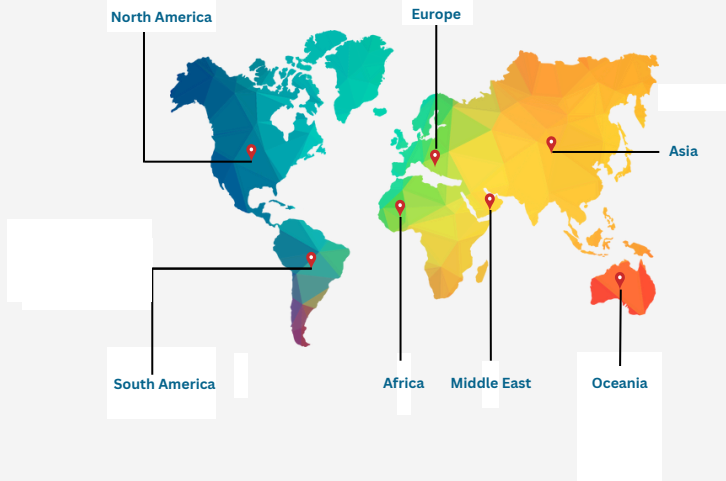 North America
Europe
Asia
South America
Africa
Middle East
Oceania